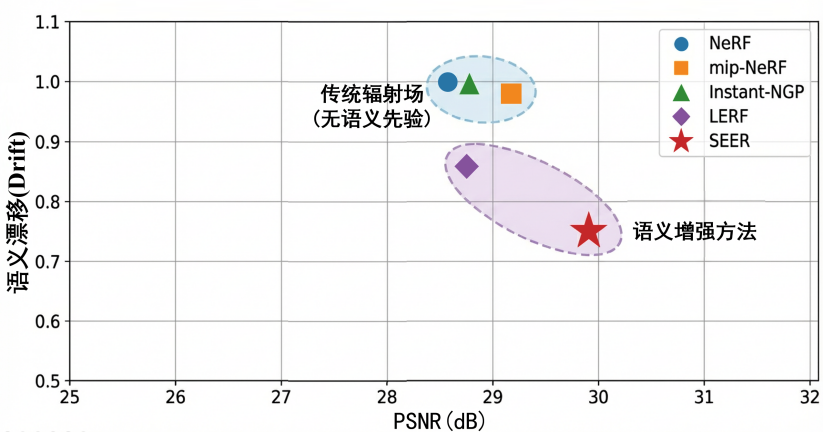 1.1
1.0
0.9
0.8
0.7
0.6
0.5
语义漂移(Drift)
传统辐射场
(无语义先验)
语义增强方法
NeRF
mip-NeRF
Instant-NGP
LERF
SEER
25 26 27 28 29 30 31 32
PSNR(dB)